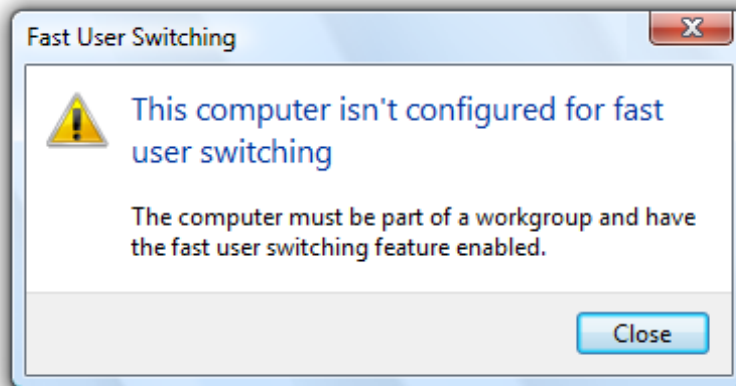 Fast User Switching
This computer isn't configured for fast
user switching
The computer must be part of a workgroup and have
the fast user switching feature enabled.
Close